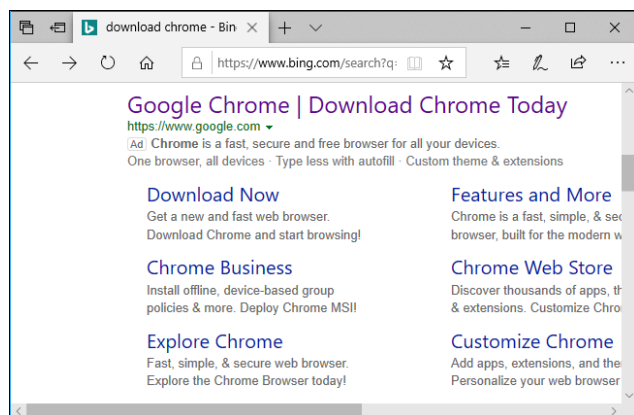 download chrome - Bin
https://www.bing.com/search?q=
Google Chrome | Download Chrome Today
https://www.google.com
Ad Chrome is a fast, secure and free browser for all your devices.
One browser, all devices · Type less with autofill · Custom theme & extensions
Download Now
Get a new and fast web browser.
Download Chrome and start browsing!
Features and More
Chrome is a fast, simple, & sec
browser, built for the modern w
Chrome Business
Install offline, device-based group
policies & more. Deploy Chrome MSI!
Chrome Web Store
Discover thousands of apps, th
& extensions. Customize Chro
Explore Chrome
Fast, simple, & secure web browser.
Explore the Chrome Browser today!
Customize Chrome
Add apps, extensions, and the
Personalize your web browser